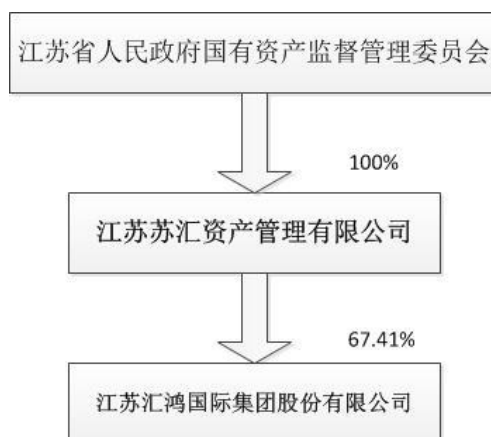 江苏省人民政府国有资产监督管理委员会
100%
江苏苏汇资产管理有限公司
67.41%
江苏汇鸿国际集团股份有限公司